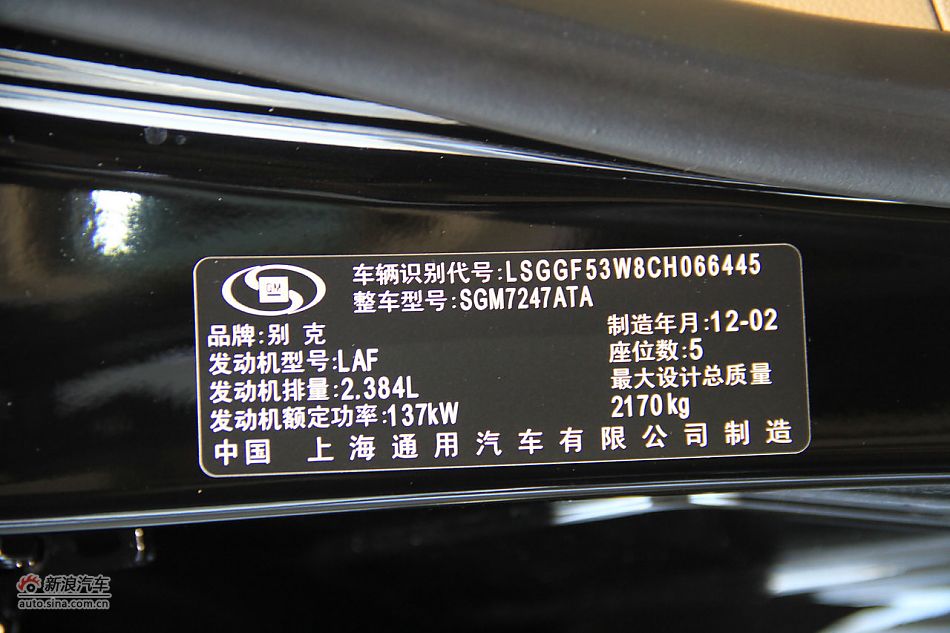 GM
车辆识别代号:LSGGF53W8CH066445
整车型号:SGM7247ATA
品牌:别 克
制造年月:12-02
发动机型号:LAF
座位数:5
发动机排量:2.384L
最大设计总质量
发动机额定功率:137kW
2170kg
中国 上海通用汽车有限公司制造
新浪汽车
auto.sina.com.cn